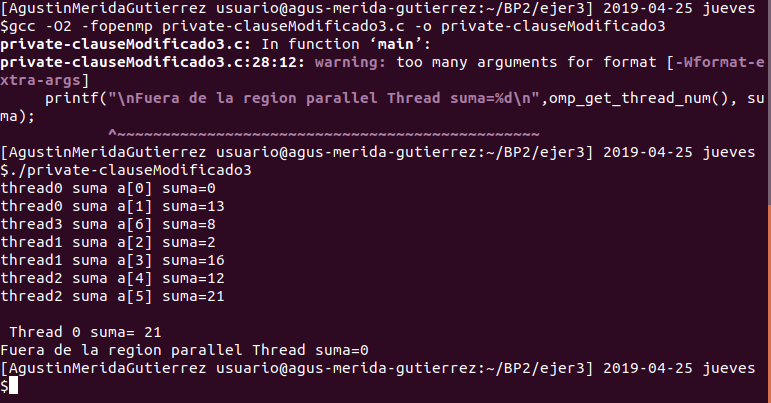 [AgustinMeridaGutierrez usuario@agus-merida-gutierrez:~/BP2/ejer3] 2019-04-25 jueves
$gcc -O2 -fopenmp private-clauseModificado3.c -o private-clauseModificado3
private-clauseModificado3.c: In function ‘main’:
private-clauseModificado3.c:28:12: warning: too many arguments for format [-Wformat-e
xtra-args]
     printf("\nFuera de la region parallel Thread suma=%d\n",omp_get_thread_num(), su
ma);
            ^~~~~~~~~~~~~~~~~~~~~~~~~~~~~~~~~~~~~~~~~~~~~~~~
[AgustinMeridaGutierrez usuario@agus-merida-gutierrez:~/BP2/ejer3] 2019-04-25 jueves
$./private-clauseModificado3
thread0 suma a[0] suma=0
thread0 suma a[1] suma=13
thread3 suma a[6] suma=8
thread1 suma a[2] suma=2
thread1 suma a[3] suma=16
thread2 suma a[4] suma=12
thread2 suma a[5] suma=21

 Thread 0 suma= 21
Fuera de la region parallel Thread suma=0
[AgustinMeridaGutierrez usuario@agus-merida-gutierrez:~/BP2/ejer3] 2019-04-25 jueves
$